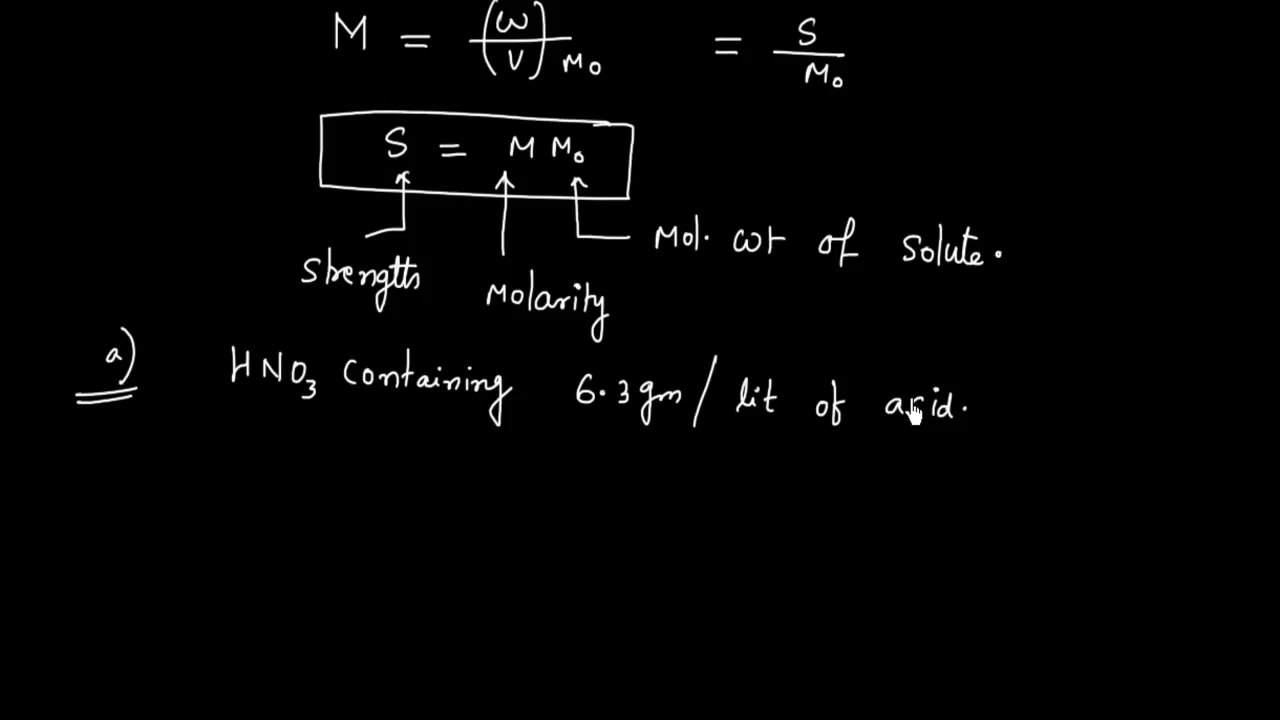 M = (w/V) M₀ = S/M₀
S = M M₀
Mol. wt of solute.
Strength Molarity
a) HNO₃ containing 6.3 gm / lit of acid.